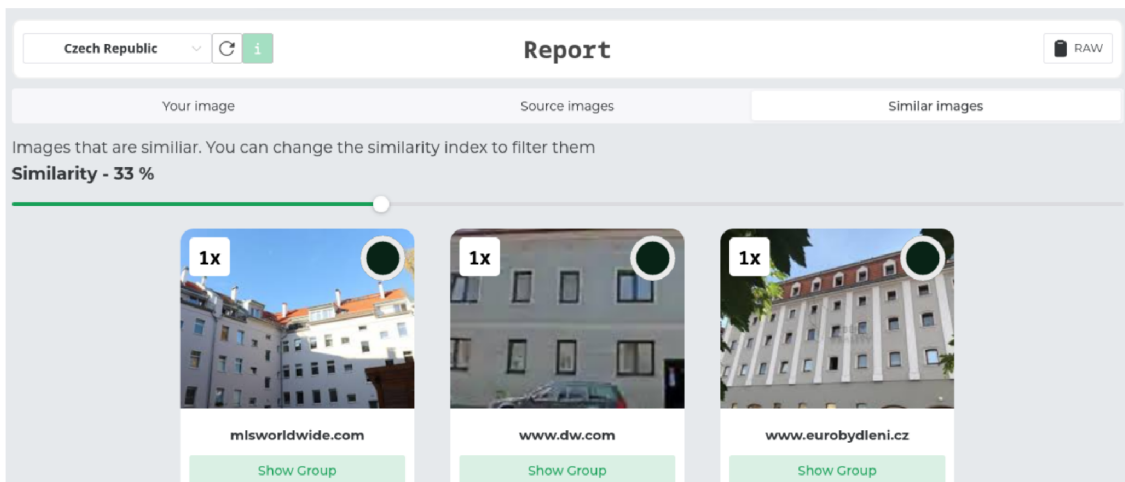 Czech Republic
i
Report
RAW
Your image
Source images
Similar images
Images that are similiar. You can change the similarity index to filter them
Similarity - 33 %
1x
1x
1x
mlsworldwide.com
www.dw.com
www.eurobydleni.cz
Show Group
Show Group
Show Group